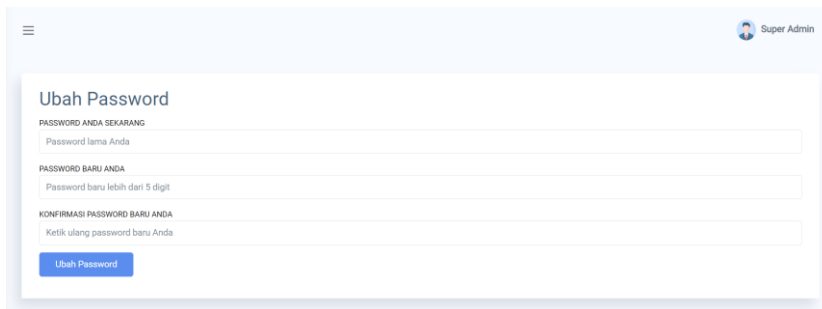 Super Admin
Ubah Password
PASSWORD ANDA SEKARANG
Password lama Anda
PASSWORD BARU ANDA
Password baru lebih dari 5 digit
KONFIRMASI PASSWORD BARU ANDA
Ketik ulang password baru Anda
Ubah Password